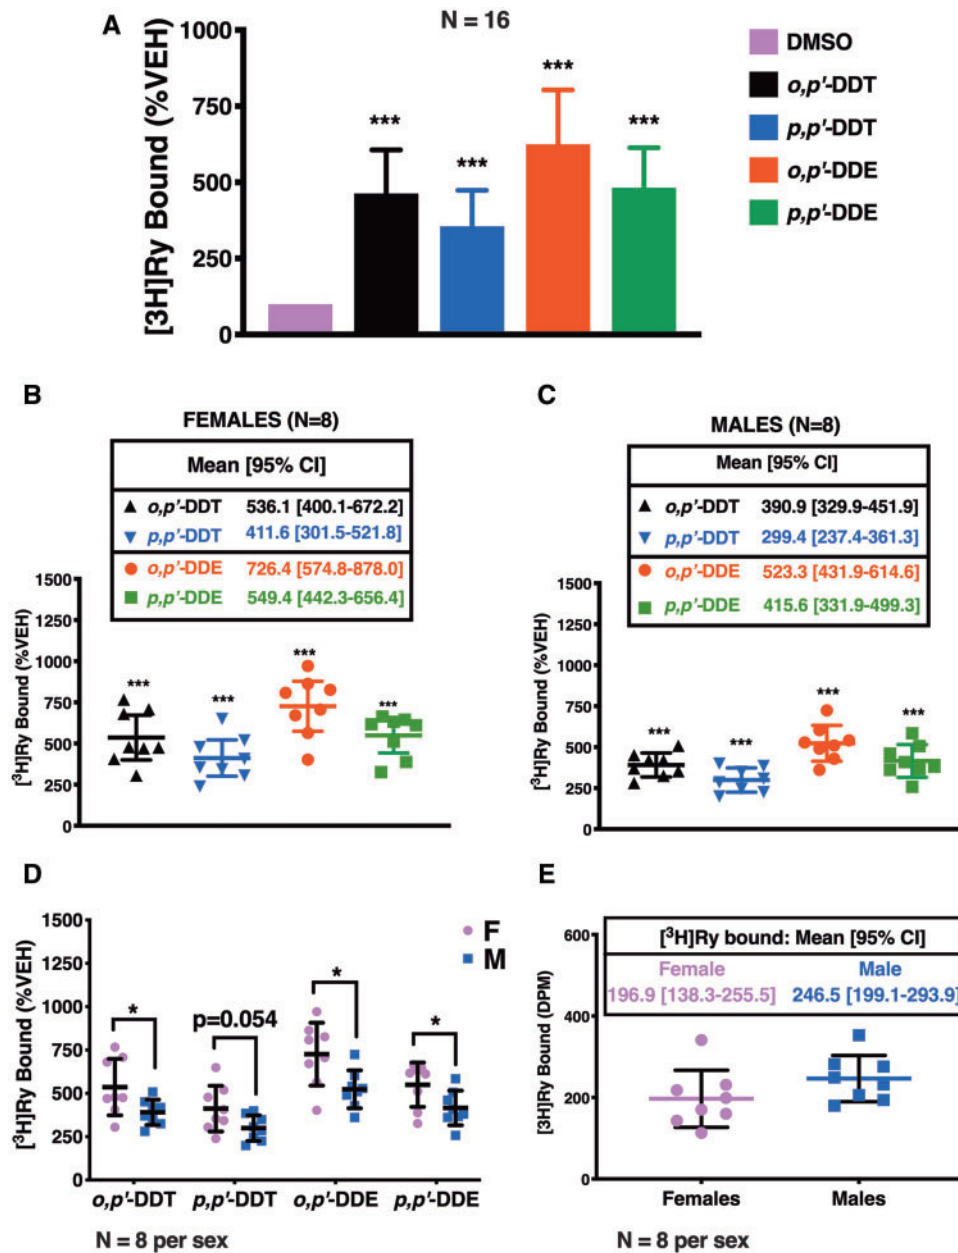 A
N = 16
[3H]Ry Bound (%VEH)
1000
750
500
250
0
***
***
***
***
DMSO
o,p'-DDT
p,p'-DDT
o,p'-DDE
p,p'-DDE
B
FEMALES (N=8)
Mean [95% CI]
o,p'-DDT 536.1 [400.1-672.2]
p,p'-DDT 411.6 [301.5-521.8]
o,p'-DDE 726.4 [574.8-878.0]
p,p'-DDE 549.4 [442.3-656.4]
[³H]Ry Bound (%VEH)
1500
1250
1000
750
500
250
0
***
***
***
***
C
MALES (N=8)
Mean [95% CI]
o,p'-DDT 390.9 [329.9-451.9]
p,p'-DDT 299.4 [237.4-361.3]
o,p'-DDE 523.3 [431.9-614.6]
p,p'-DDE 415.6 [331.9-499.3]
[³H]Ry Bound (%VEH)
1500
1250
1000
750
500
250
0
***
***
***
***
D
[³H]Ry Bound (%VEH)
1500
1250
1000
750
500
250
0
F
M
*
p=0.054
*
*
o,p'-DDT p,p'-DDT o,p'-DDE p,p'-DDE
N = 8 per sex
E
[3H]Ry Bound (DPM)
600
400
200
0
[³H]Ry bound: Mean [95% CI]
Female Male
196.9 [138.3-255.5] 246.5 [199.1-293.9]
Females Males
N = 8 per sex